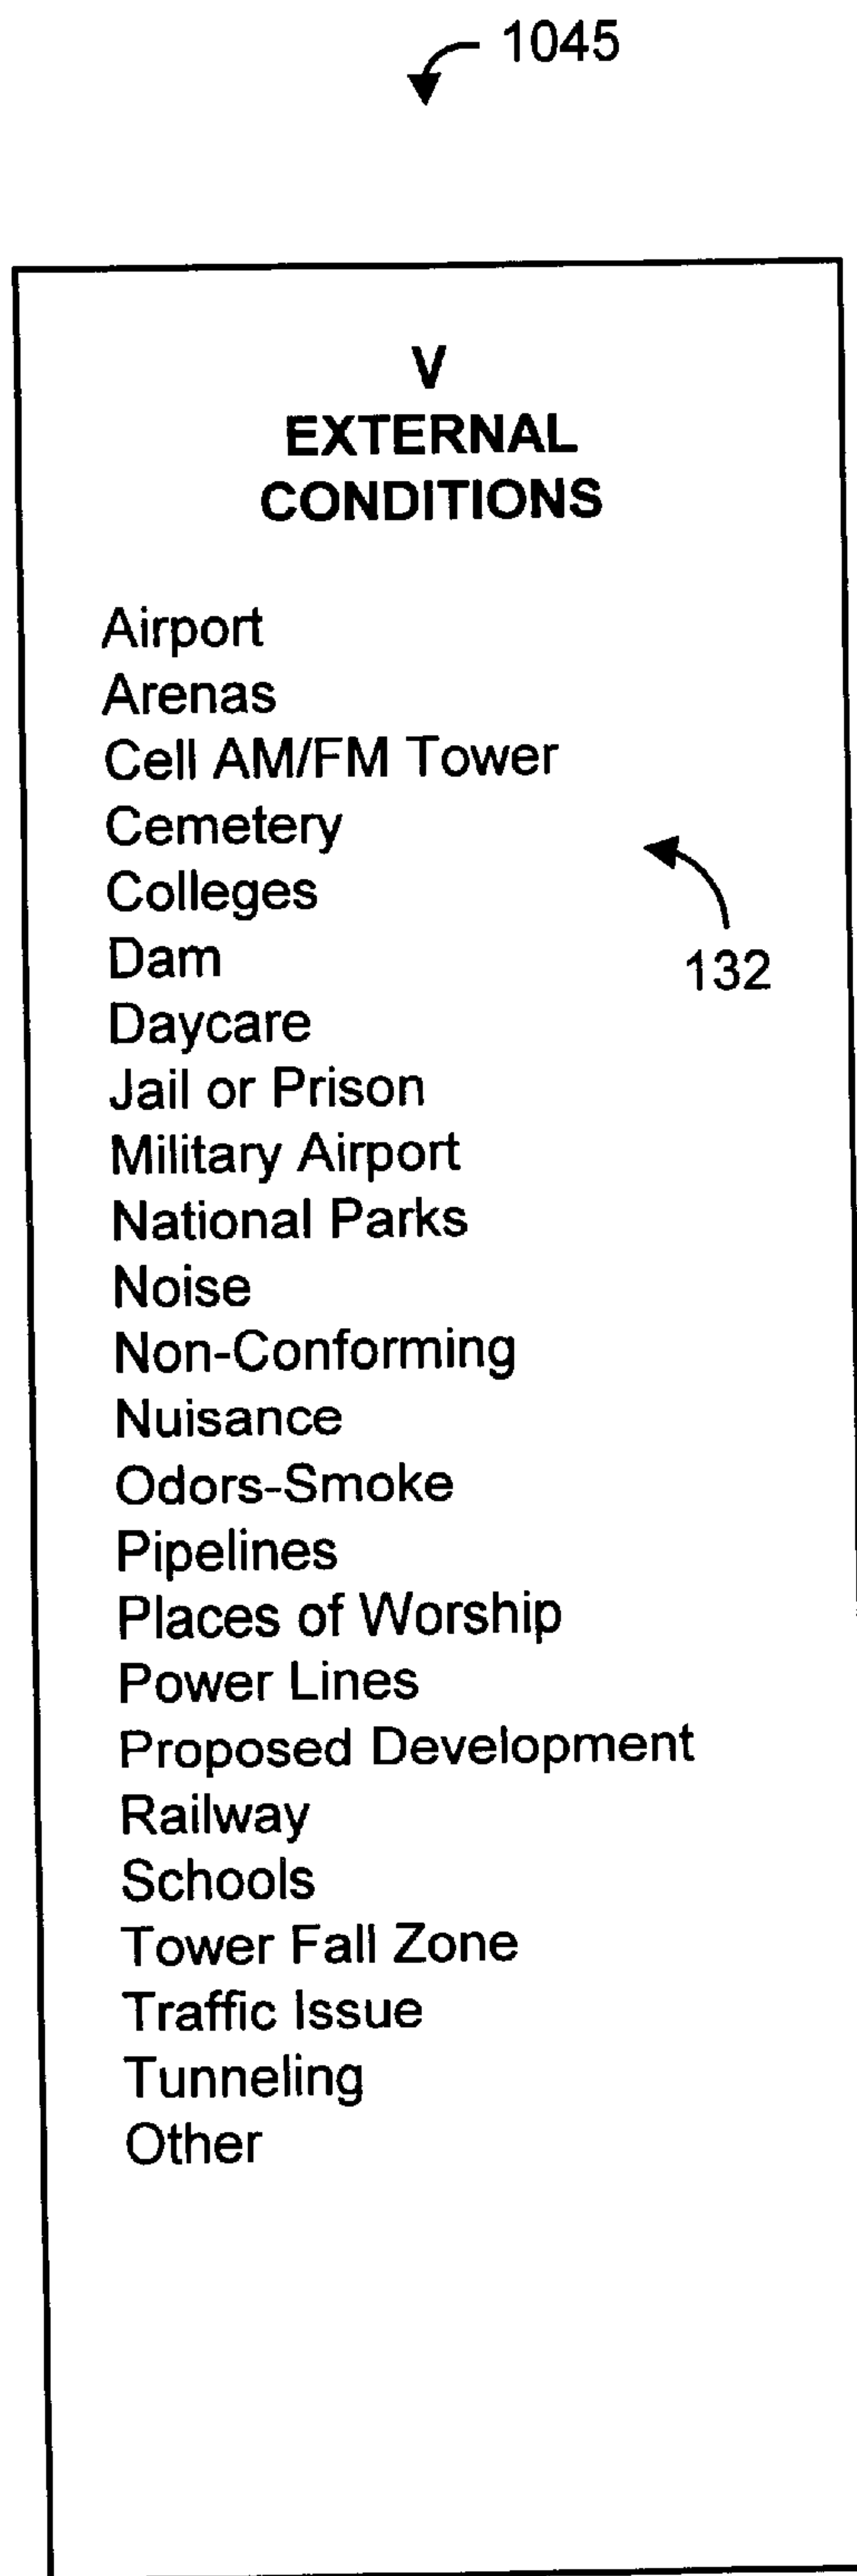 1045
V
EXTERNAL
CONDITIONS
Airport
Arenas
Cell AM/FM Tower
Cemetery
Colleges
Dam
132
Daycare
Jail or Prison
Military Airport
National Parks
Noise
Non-Conforming
Nuisance
Odors-Smoke
Pipelines
Places of Worship
Power Lines
Proposed Development
Railway
Schools
Tower Fall Zone
Traffic Issue
Tunneling
Other